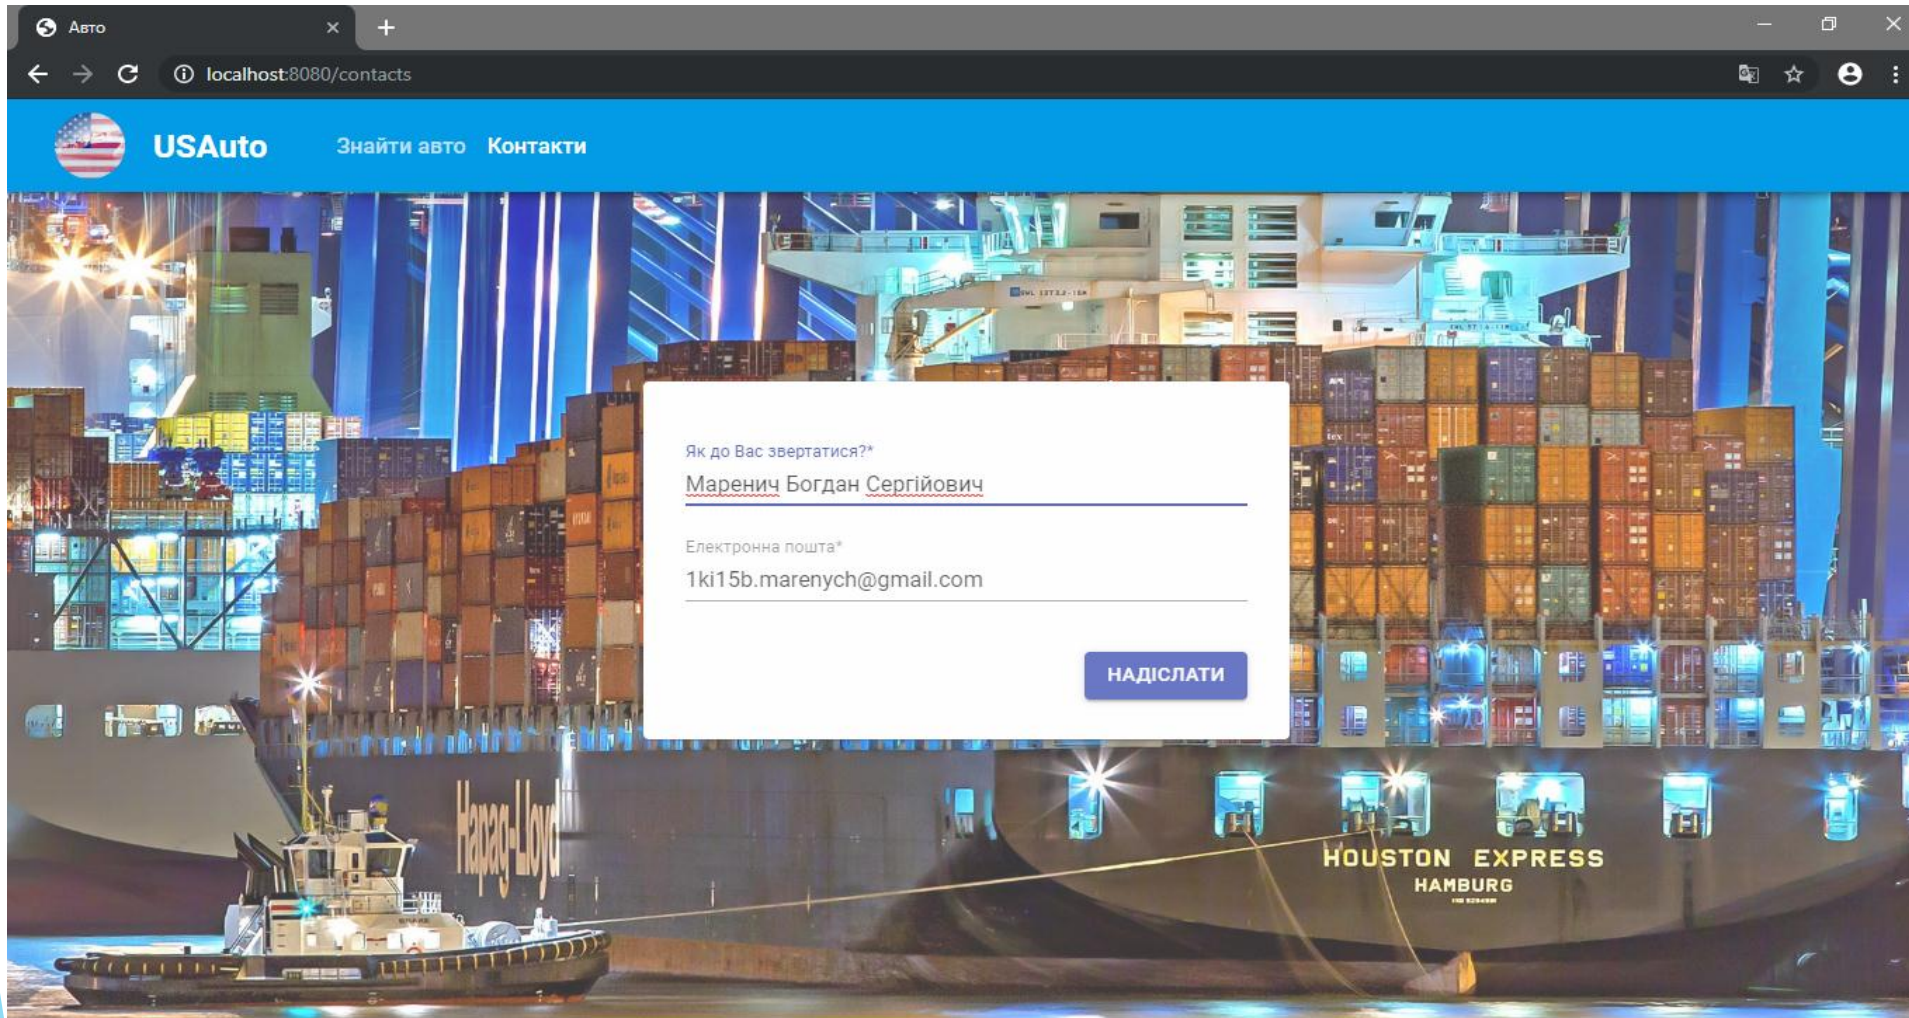 Авто
localhost:8080/contacts
USAuto
Знайти авто Контакти
Як до Вас звертатися?*
Маренич Богдан Сергійович
Електронна пошта*
1ki15b.marenych@gmail.com
НАДІСЛАТИ
Hapag-Lloyd
HOUSTON EXPRESS
HAMBURG